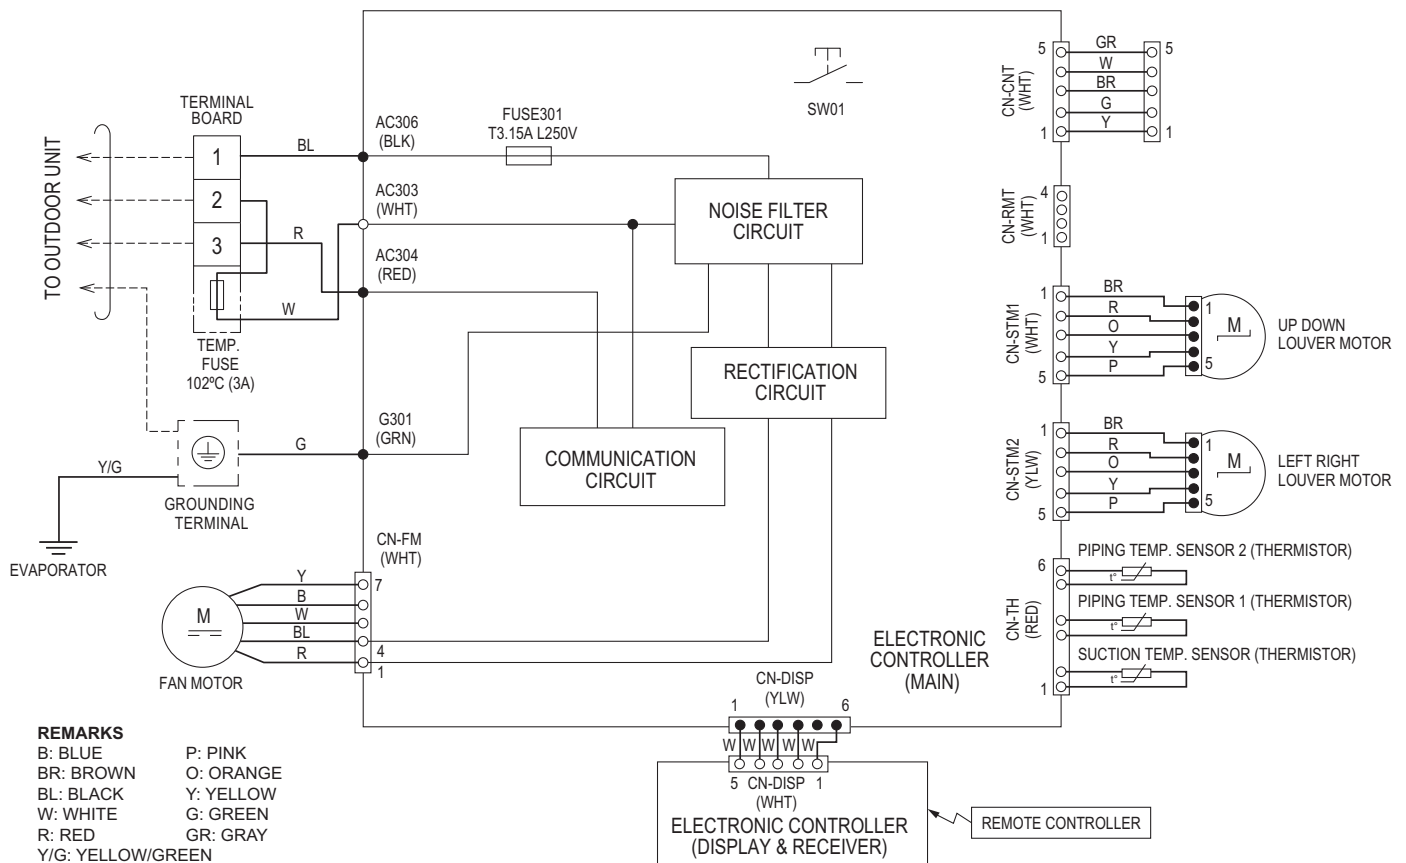 TERMINAL
BOARD
TO OUTDOOR UNIT
1
2
3
BL
R
W
TEMP.
FUSE
102ºC (3A)
AC306
(BLK)
AC303
(WHT)
AC304
(RED)
FUSE301
T3.15A L250V
SW01
NOISE FILTER
CIRCUIT
RECTIFICATION
CIRCUIT
COMMUNICATION
CIRCUIT
G301
(GRN)
G
Y/G
GROUNDING
TERMINAL
EVAPORATOR
CN-FM
(WHT)
Y
B
W
BL
R
7
4
1
M
FAN MOTOR
CN-CNT
(WHT)
5
1
GR
W
BR
G
Y
5
1
CN-RMT
(WHT)
4
1
CN-STM1
(WHT)
1
5
BR
R
O
Y
P
1
5
M
UP DOWN
LOUVER MOTOR
CN-STM2
(YLW)
1
5
BR
R
O
Y
P
1
5
M
LEFT RIGHT
LOUVER MOTOR
CN-TH
(RED)
6
1
PIPING TEMP. SENSOR 2 (THERMISTOR)
t°
PIPING TEMP. SENSOR 1 (THERMISTOR)
t°
SUCTION TEMP. SENSOR (THERMISTOR)
t°
ELECTRONIC
CONTROLLER
(MAIN)
CN-DISP
(YLW)
1 6
W W W W W
5 CN-DISP 1
(WHT)
ELECTRONIC CONTROLLER
(DISPLAY & RECEIVER)
REMOTE CONTROLLER
REMARKS
B: BLUE P: PINK
BR: BROWN O: ORANGE
BL: BLACK Y: YELLOW
W: WHITE G: GREEN
R: RED GR: GRAY
Y/G: YELLOW/GREEN